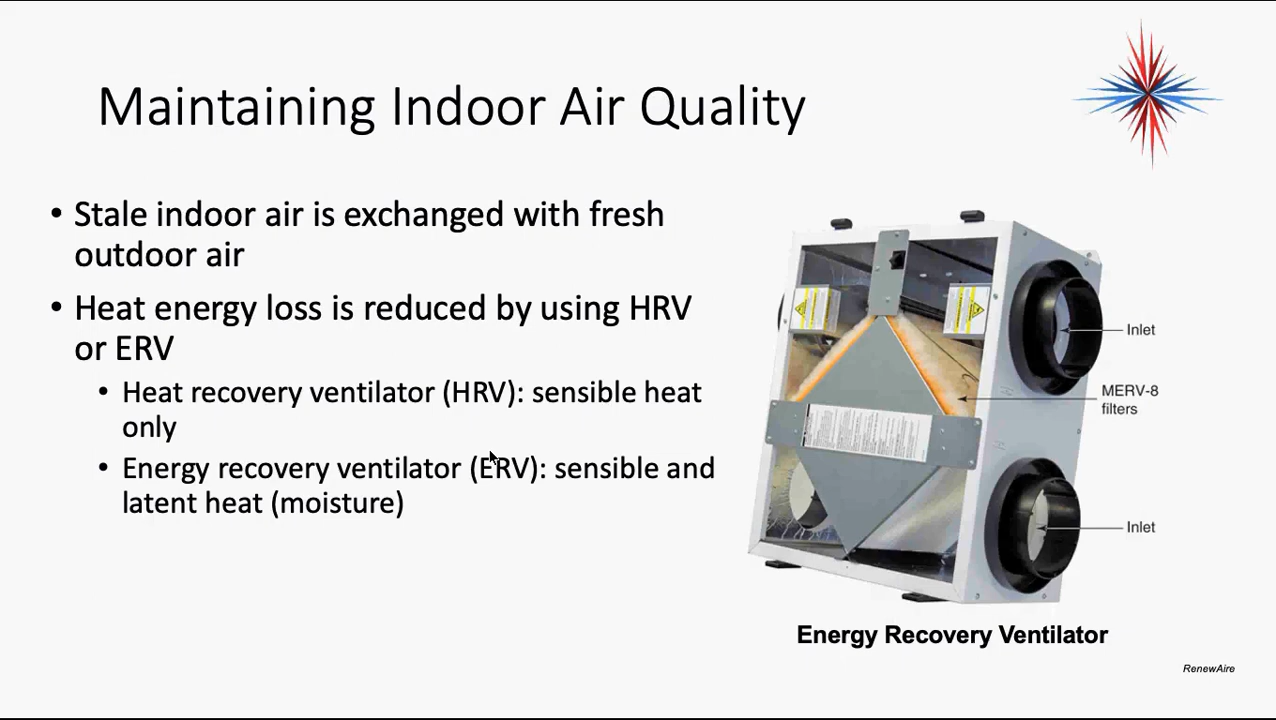 Maintaining Indoor Air Quality
• Stale indoor air is exchanged with fresh
outdoor air
• Heat energy loss is reduced by using HRV
or ERV
• Heat recovery ventilator (HRV): sensible heat
only
• Energy recovery ventilator (ERV): sensible and
latent heat (moisture)
Inlet
MERV-8
filters
Inlet
Energy Recovery Ventilator
RenewAire